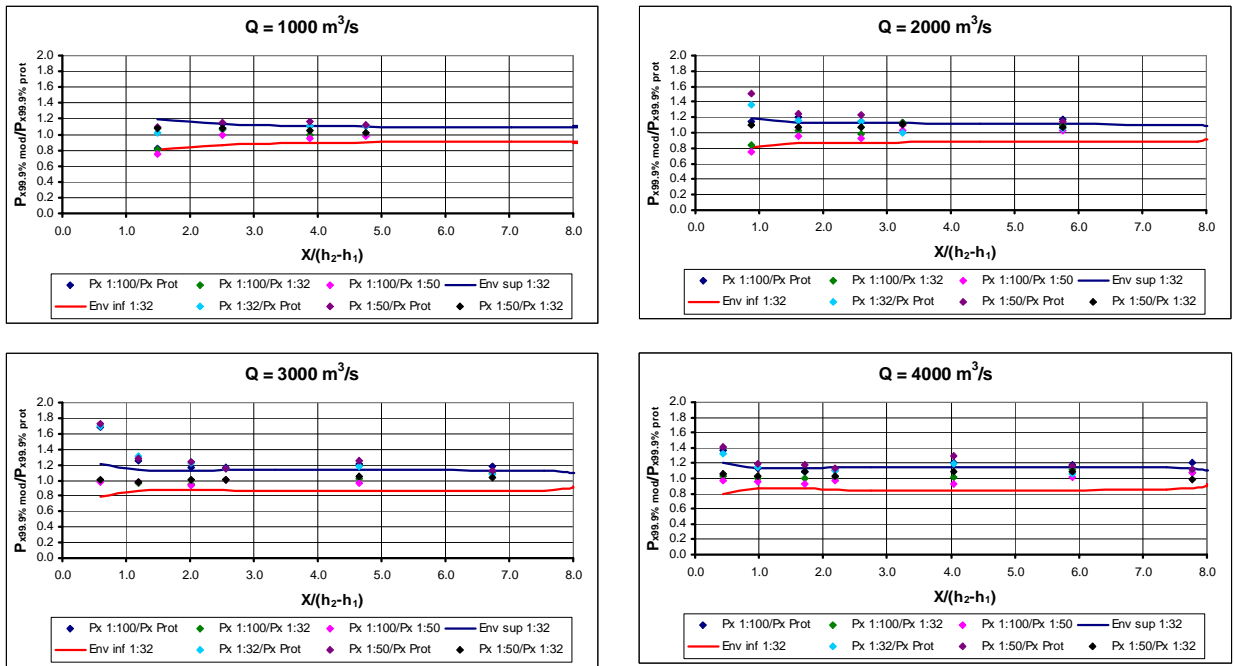 Q = 1000 m³/s
Px99.9% mod/Px99.9% prot
2.0
1.8
1.6
1.4
1.2
1.0
0.8
0.6
0.4
0.2
0.0
0.0 1.0 2.0 3.0 4.0 5.0 6.0 7.0 8.0
X/(h₂-h₁)
Px 1:100/Px Prot Px 1:100/Px 1:32 Px 1:100/Px 1:50 Env sup 1:32
Env inf 1:32 Px 1:32/Px Prot Px 1:50/Px Prot Px 1:50/Px 1:32
Q = 2000 m³/s
Px99.9% mod/Px99.9% prot
2.0
1.8
1.6
1.4
1.2
1.0
0.8
0.6
0.4
0.2
0.0
0.0 1.0 2.0 3.0 4.0 5.0 6.0 7.0 8.0
X/(h₂-h₁)
Px 1:100/Px Prot Px 1:100/Px 1:32 Px 1:100/Px 1:50 Env sup 1:32
Env inf 1:32 Px 1:32/Px Prot Px 1:50/Px Prot Px 1:50/Px 1:32
Q = 3000 m³/s
Px99.9% mod/Px99.9% prot
2.0
1.8
1.6
1.4
1.2
1.0
0.8
0.6
0.4
0.2
0.0
0.0 1.0 2.0 3.0 4.0 5.0 6.0 7.0 8.0
X/(h₂-h₁)
Px 1:100/Px Prot Px 1:100/Px 1:32 Px 1:100/Px 1:50 Env sup 1:32
Env inf 1:32 Px 1:32/Px Prot Px 1:50/Px Prot Px 1:50/Px 1:32
Q = 4000 m³/s
Px99.9% mod/Px99.9% prot
2.0
1.8
1.6
1.4
1.2
1.0
0.8
0.6
0.4
0.2
0.0
0.0 1.0 2.0 3.0 4.0 5.0 6.0 7.0 8.0
X/(h₂-h₁)
Px 1:100/Px Prot Px 1:100/Px 1:32 Px 1:100/Px 1:50 Env sup 1:32
Env inf 1:32 Px 1:32/Px Prot Px 1:50/Px Prot Px 1:50/Px 1:32